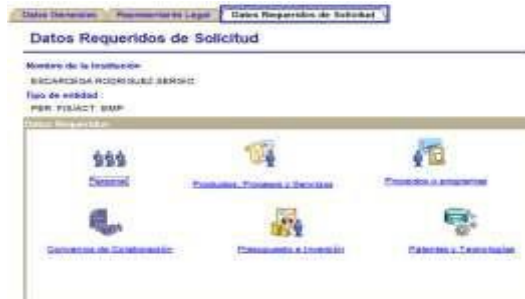 Datos Generales Representante Legal Datos Requeridos de Solicitud
Datos Requeridos de Solicitud
Nombre de la Institución
ESCARCEGA RODRIGUEZ SERGIO
Tipo de entidad
PER. FIS/ACT. EMP
Datos Requeridos
Personal Productos, Procesos y Servicios Proyectos o programas
Convenios de Colaboración Presupuesto e Inversión Patentes y Tecnologías